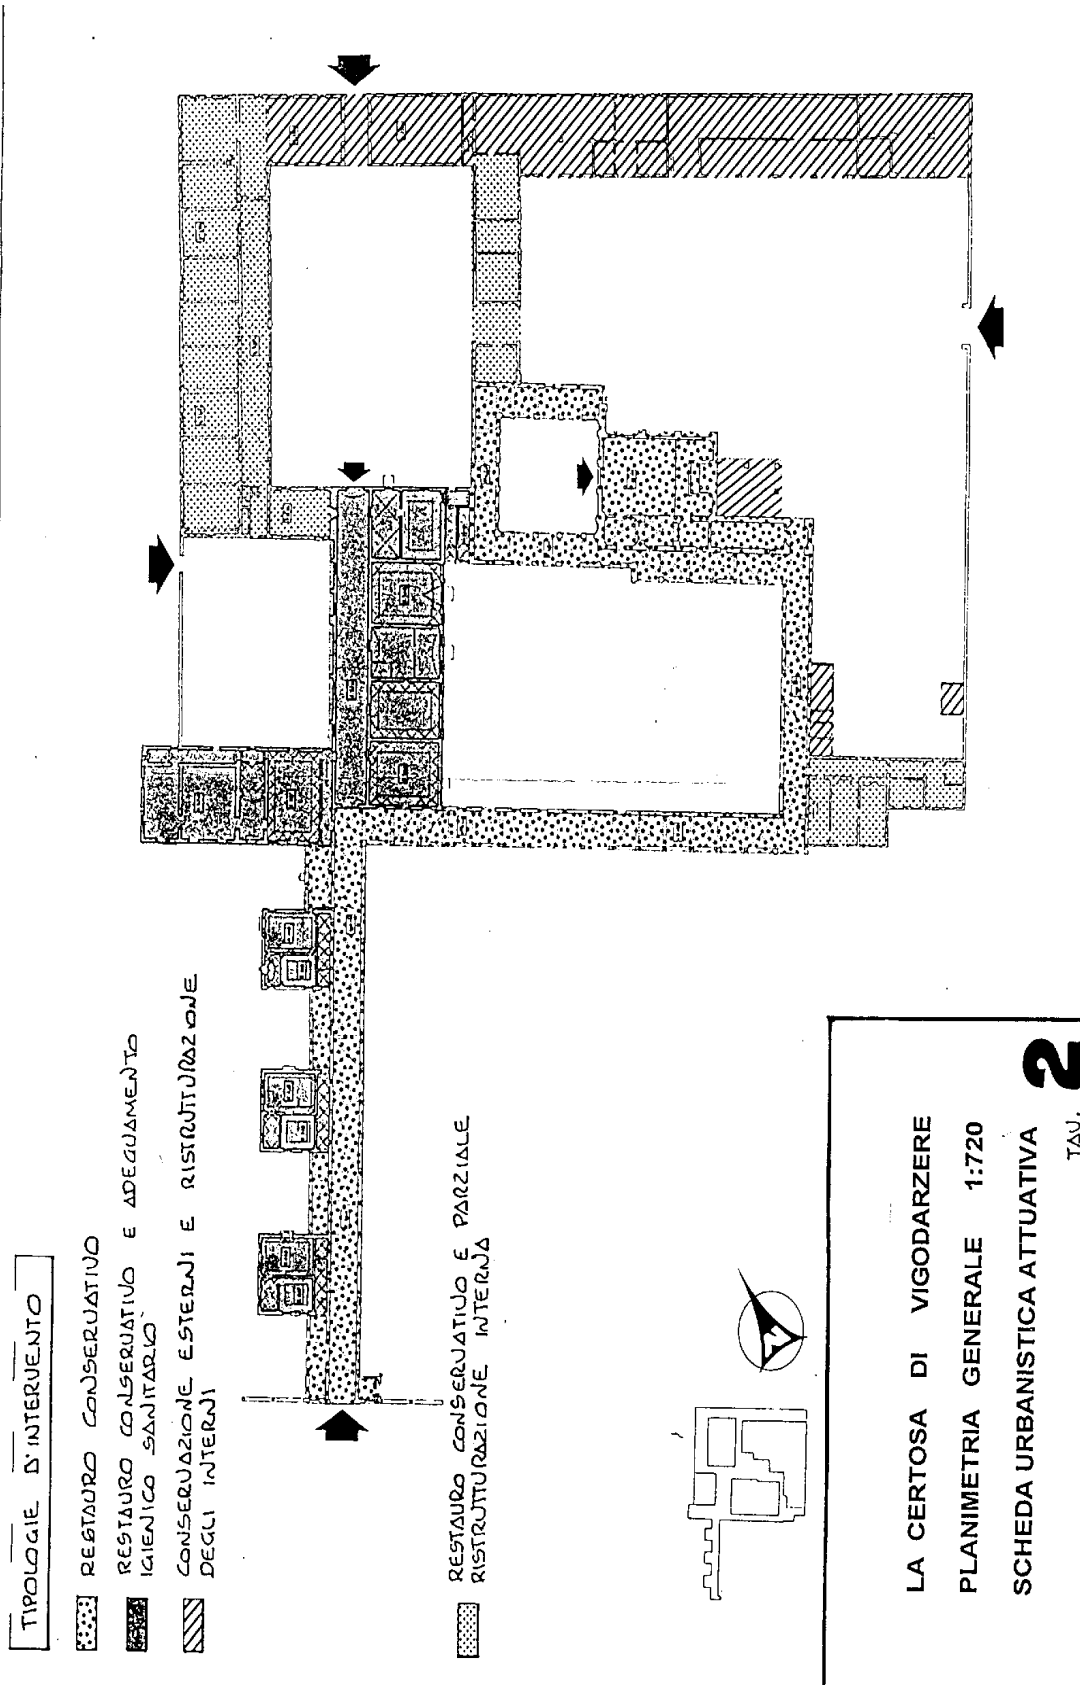 TIPOLOGIE D'INTERVENTO
RESTAURO CONSERVATIVO
RESTAURO CONSERVATIVO E ADEGUAMENTO
IGIENICO SANITARIO
CONSERVAZIONE ESTERNI E RISTRUTTURAZIONE
DEGLI INTERNI
RESTAURO CONSERVATIVO E PARZIALE
RISTRUTTURAZIONE INTERNA
N
LA CERTOSA DI VIGODARZERE
PLANIMETRIA GENERALE 1:720
SCHEDA URBANISTICA ATTUATIVA
TAV. 2